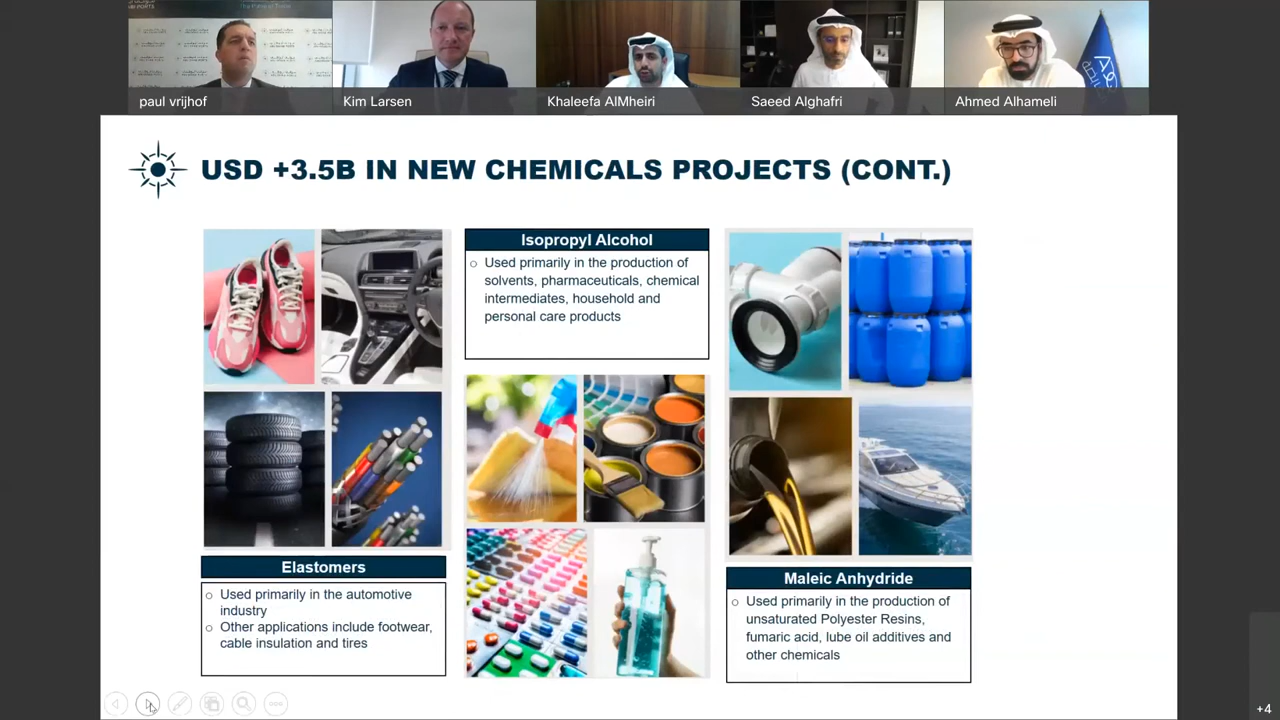 paul vrijhof
Kim Larsen
Khaleefa AlMheiri
Saeed Alghafri
Ahmed Alhameli
USD +3.5B IN NEW CHEMICALS PROJECTS (CONT.)
Isopropyl Alcohol
Used primarily in the production of
solvents, pharmaceuticals, chemical
intermediates, household and
personal care products
Elastomers
Used primarily in the automotive
industry
Other applications include footwear,
cable insulation and tires
Maleic Anhydride
Used primarily in the production of
unsaturated Polyester Resins,
fumaric acid, lube oil additives and
other chemicals
+4